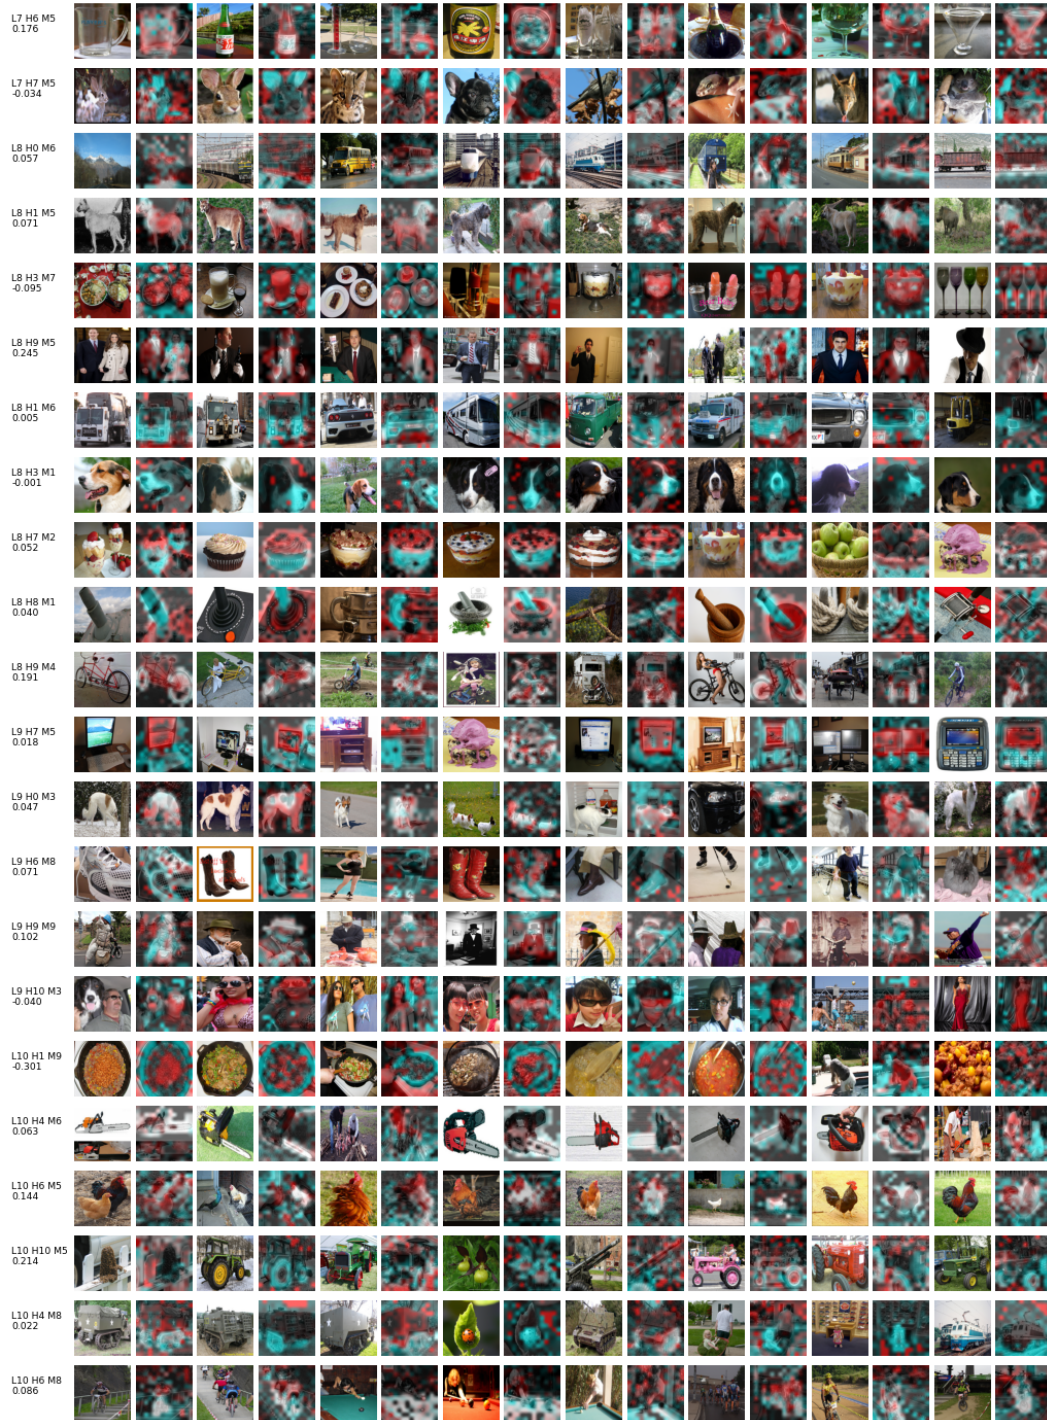 L7 H6 M5
0.176
L7 H7 M5
-0.034
L8 H0 M6
0.057
L8 H1 M5
0.071
L8 H3 M7
-0.095
L8 H9 M5
0.245
L8 H1 M6
0.005
L8 H3 M1
-0.001
L8 H7 M2
0.052
L8 H8 M1
0.040
L8 H9 M4
0.191
L9 H7 M5
0.018
L9 H0 M3
0.047
L9 H6 M8
0.071
L9 H9 M9
0.102
L9 H10 M3
-0.040
L10 H1 M9
-0.301
L10 H4 M6
0.063
L10 H6 M5
0.144
L10 H10 M5
0.214
L10 H4 M8
0.022
L10 H6 M8
0.086